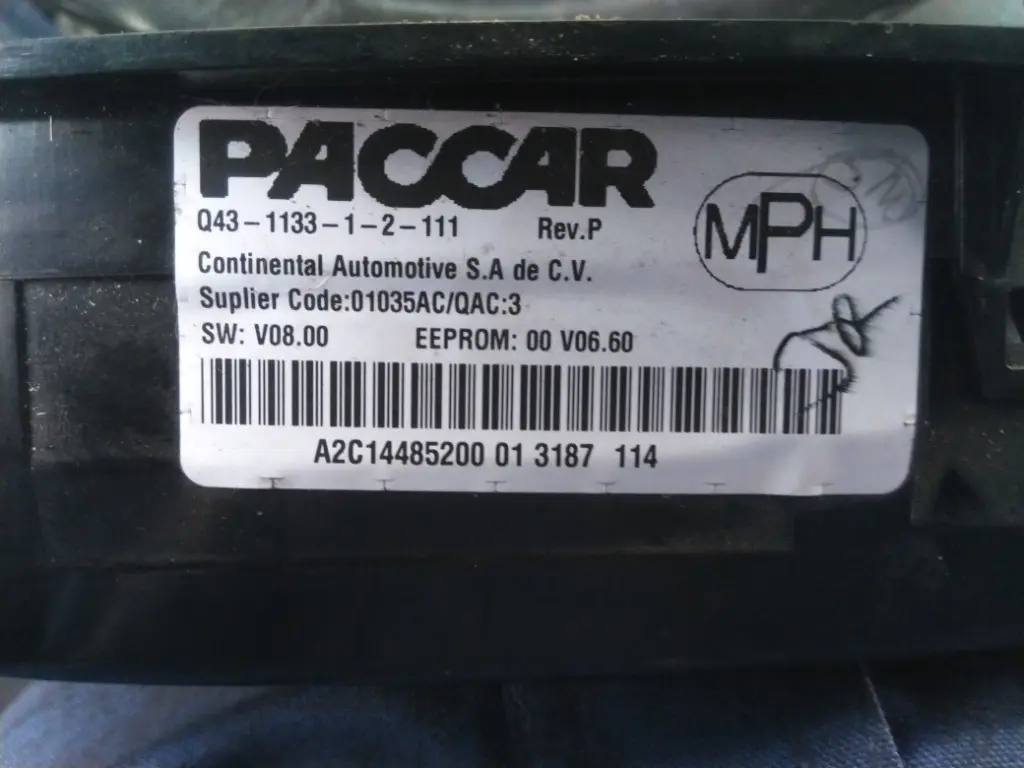 PACCAR
Q43-1133-1-2-111 Rev.P
MPH
Continental Automotive S.A de C.V.
Suplier Code:01035AC/QAC:3
SW: V08.00 EEPROM: 00 V06.60
A2C14485200 01 3187 114